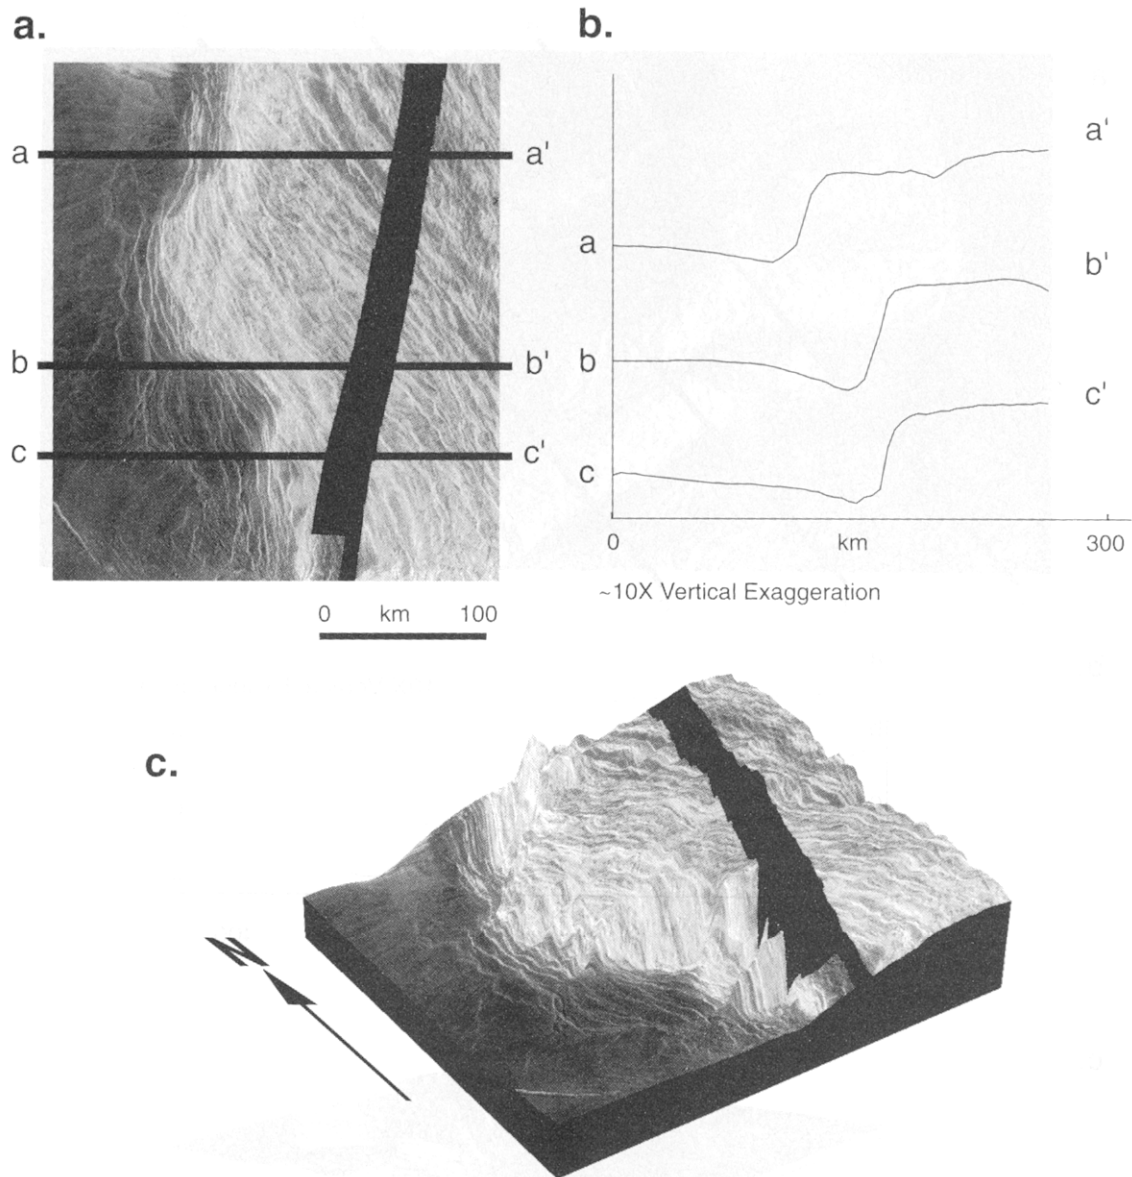 a.
a a'
b b'
c c'
0 km 100
b.
a'
a
b'
b
c'
c
0 km 300
~10X Vertical Exaggeration
c.
N